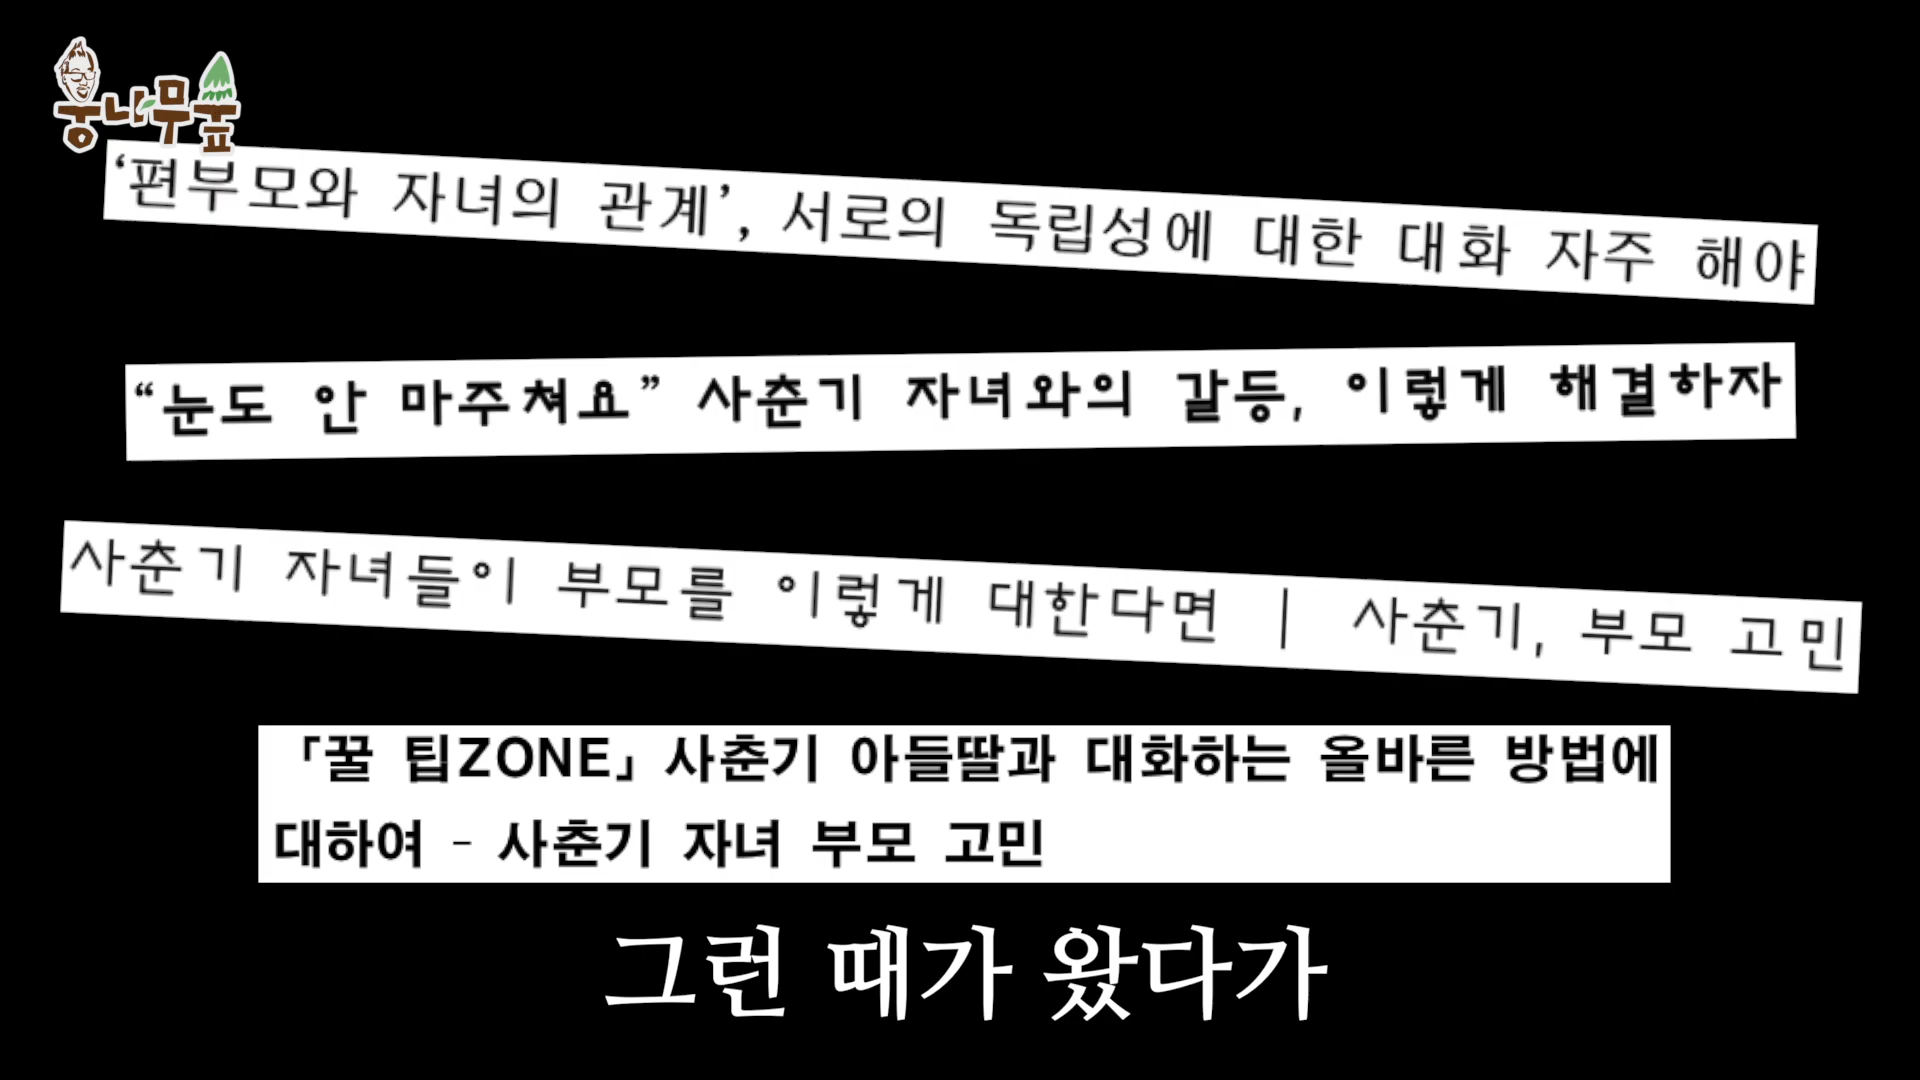 훙나무숲
‘편부모와 자녀의 관계’, 서로의 독립성에 대한 대화 자주 해야
“눈도 안 마주쳐요” 사춘기 자녀와의 갈등, 이렇게 해결하자
사춘기 자녀들이 부모를 이렇게 대한다면 | 사춘기, 부모 고민
「꿀 팁ZONE」사춘기 아들딸과 대화하는 올바른 방법에
대하여 - 사춘기 자녀 부모 고민
그런 때가 왔다가